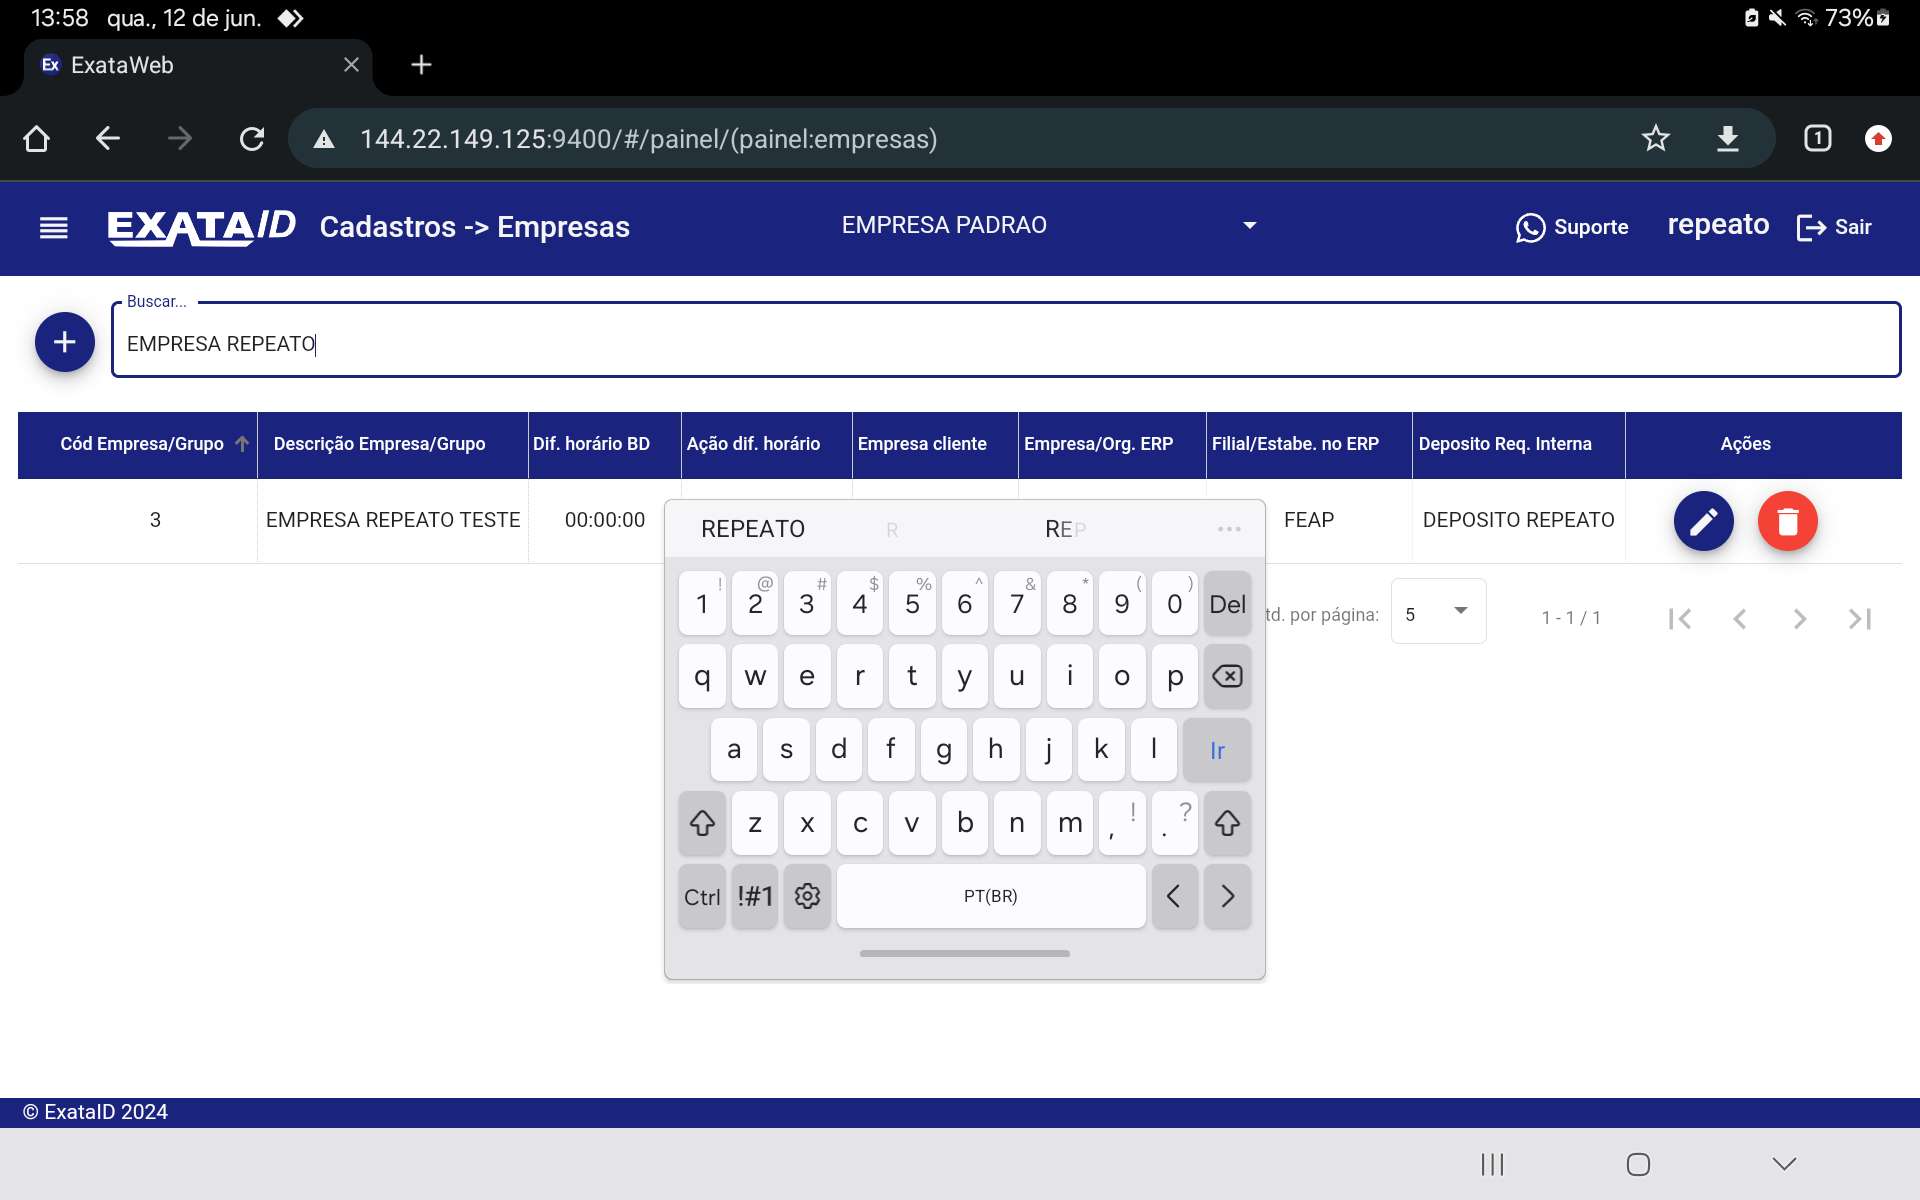 13:58 qua., 12 de jun. 73%
Ex ExataWeb
144.22.149.125:9400/#/painel/(painel:empresas) 1
EXATAID Cadastros -> Empresas EMPRESA PADRAO Suporte repeato Sair
Buscar...
EMPRESA REPEATO
Cód Empresa/Grupo Descrição Empresa/Grupo Dif. horário BD Ação dif. horário Empresa cliente Empresa/Org. ERP Filial/Estabe. no ERP Deposito Req. Interna Ações
3 EMPRESA REPEATO TESTE 00:00:00 FEAP DEPOSITO REPEATO
REPEATO R REP ...
! @ # $ % ^ & * ( )
1 2 3 4 5 6 7 8 9 0 Del
td. por página: 5 1 - 1 / 1
q w e r t y u i o p
a s d f g h j k l Ir
z x c v b n m , ! . ?
Ctrl !#1 PT(BR)
© ExataID 2024